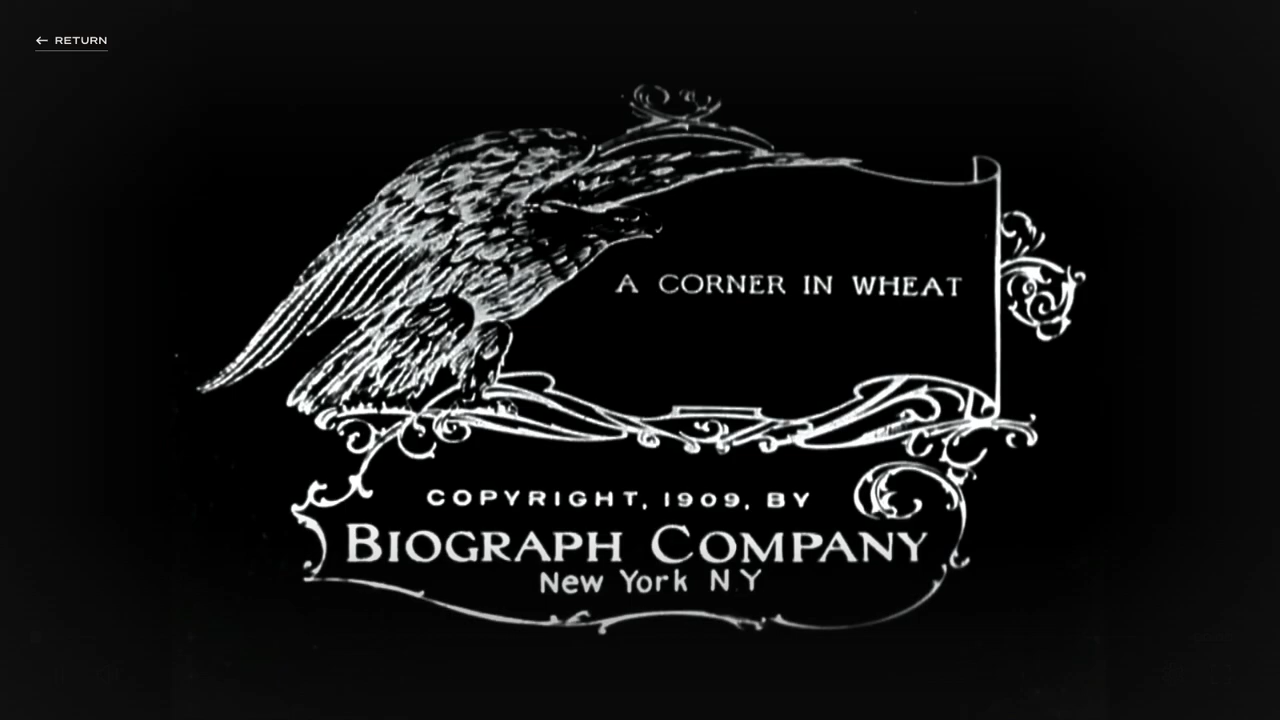 ← RETURN
A CORNER IN WHEAT
COPYRIGHT, 1909, BY
BIOGRAPH COMPANY
New York N Y